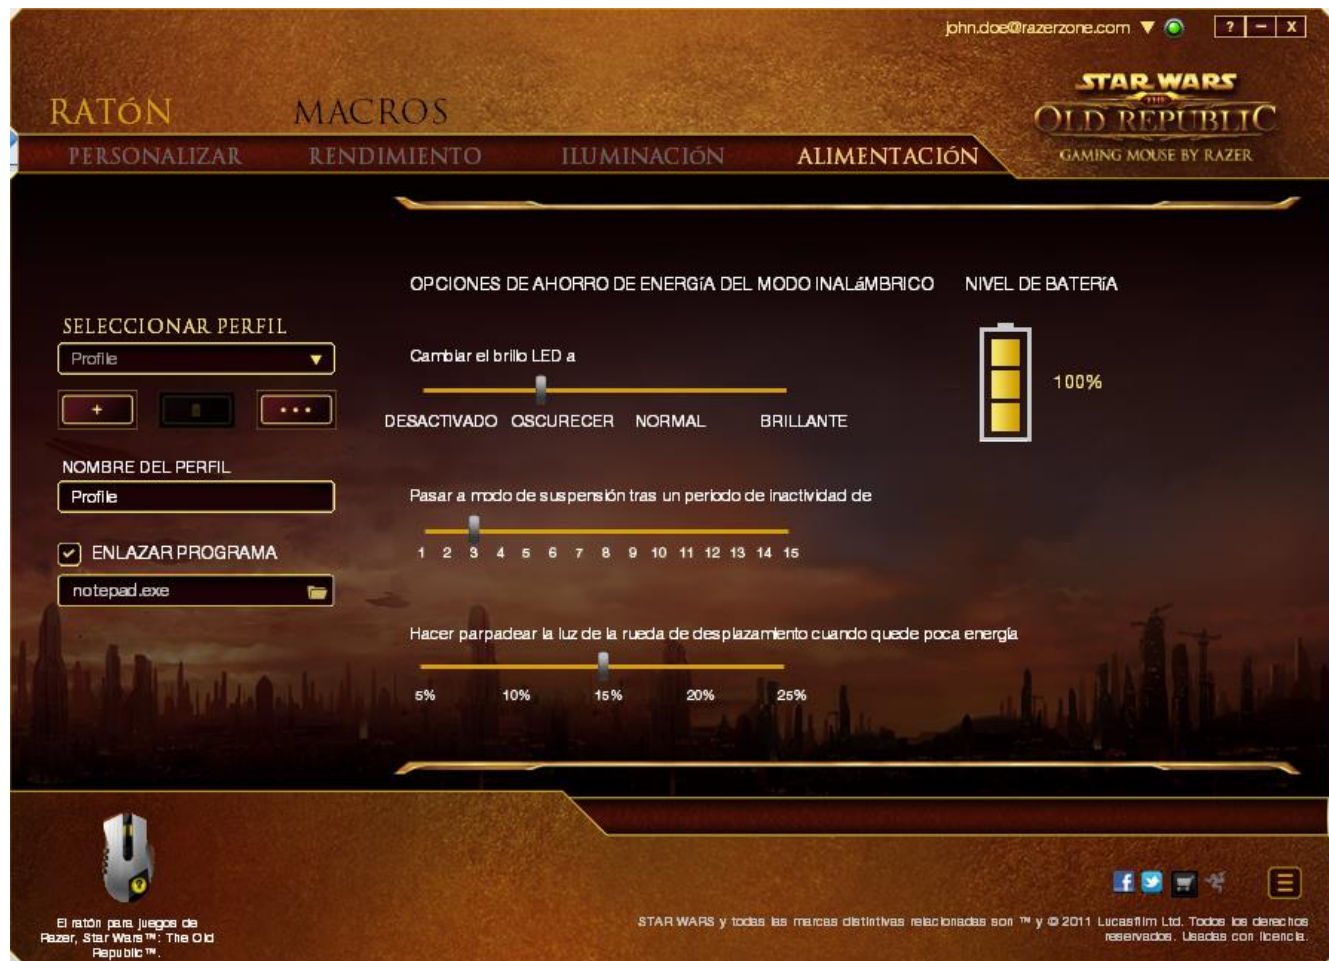 john.doe@razerzone.com
? - X
STAR WARS
THE
OLD REPUBLIC
GAMING MOUSE BY RAZER
RATóN MACROS
PERSONALIZAR RENDIMIENTO ILUMINACIóN ALIMENTACIóN
OPCIONES DE AHORRO DE ENERGíA DEL MODO INALáMBRICO NIVEL DE BATERíA
SELECCIONAR PERFIL
Profile
+ ...
NOMBRE DEL PERFIL
Profile
ENLAZAR PROGRAMA
notepad.exe
Cambiar el brillo LED a
DESACTIVADO OSCURECER NORMAL BRILLANTE
100%
Pasar a modo de suspensión tras un periodo de inactividad de
1 2 3 4 5 6 7 8 9 10 11 12 13 14 15
Hacer parpadear la luz de la rueda de desplazamiento cuando quede poca energía
5% 10% 15% 20% 25%
El ratón para juegos de
Razer, Star Wars™: The Old
Republic™.
STAR WARS y todas las marcas distintivas relacionadas son ™ y © 2011 Lucasfilm Ltd. Todos los derechos
reservados. Usadas con licencia.